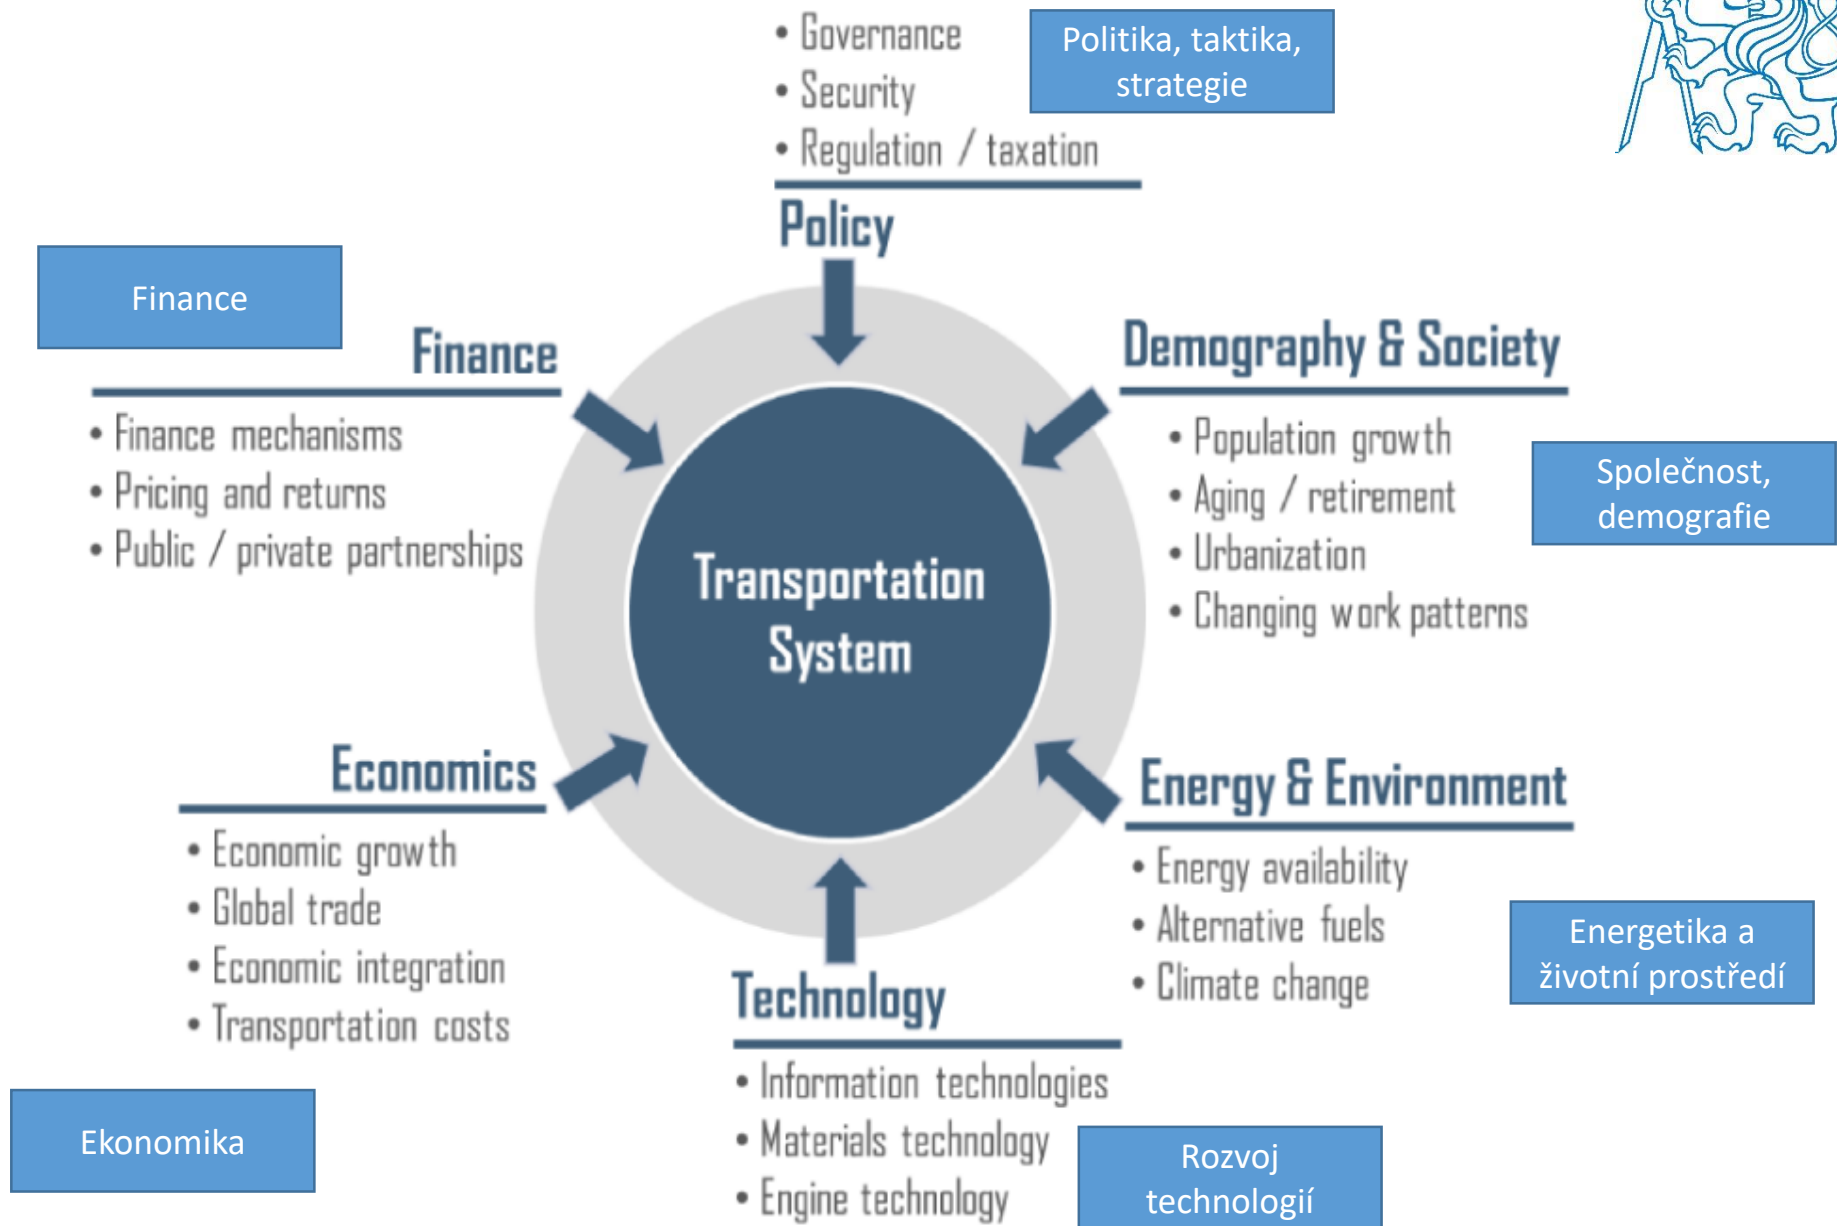 • Governance
• Security
• Regulation / taxation
Policy
Politika, taktika,
strategie
Finance
Finance
• Finance mechanisms
• Pricing and returns
• Public / private partnerships
Demography & Society
• Population growth
• Aging / retirement
• Urbanization
• Changing work patterns
Společnost,
demografie
Transportation
System
Economics
• Economic growth
• Global trade
• Economic integration
• Transportation costs
Ekonomika
Energy & Environment
• Energy availability
• Alternative fuels
• Climate change
Energetika a
životní prostředí
Technology
• Information technologies
• Materials technology
• Engine technology
Rozvoj
technologií